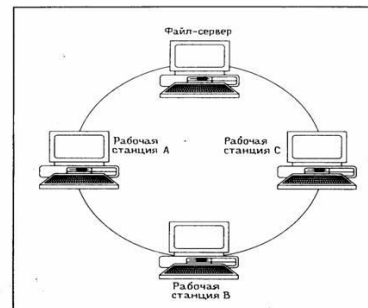 Файл-сервер
Рабочая
станция А
Рабочая
станция С
Рабочая
станция В